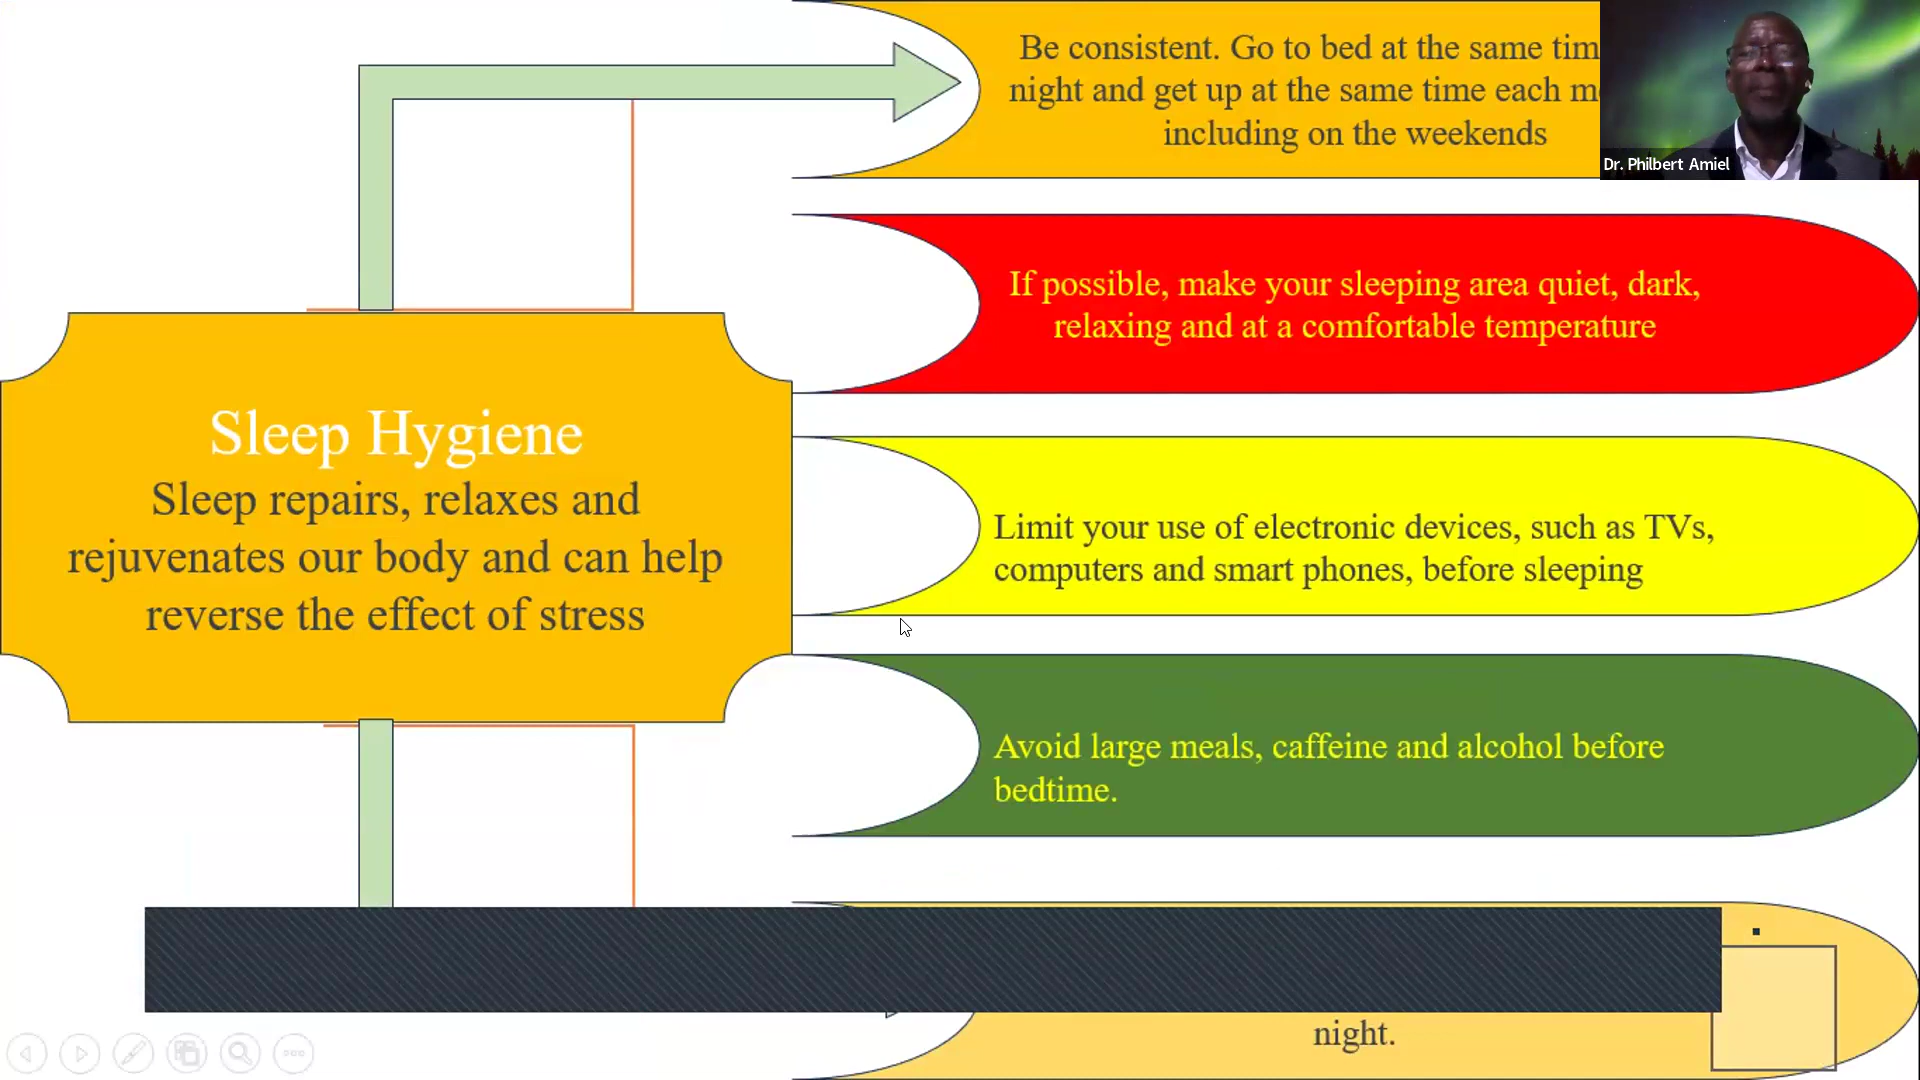 Be consistent. Go to bed at the same tim
night and get up at the same time each m
including on the weekends
Dr. Philbert Amiel
If possible, make your sleeping area quiet, dark,
relaxing and at a comfortable temperature
Sleep Hygiene
Sleep repairs, relaxes and
rejuvenates our body and can help
reverse the effect of stress
Limit your use of electronic devices, such as TVs,
computers and smart phones, before sleeping
Avoid large meals, caffeine and alcohol before
bedtime.
night.